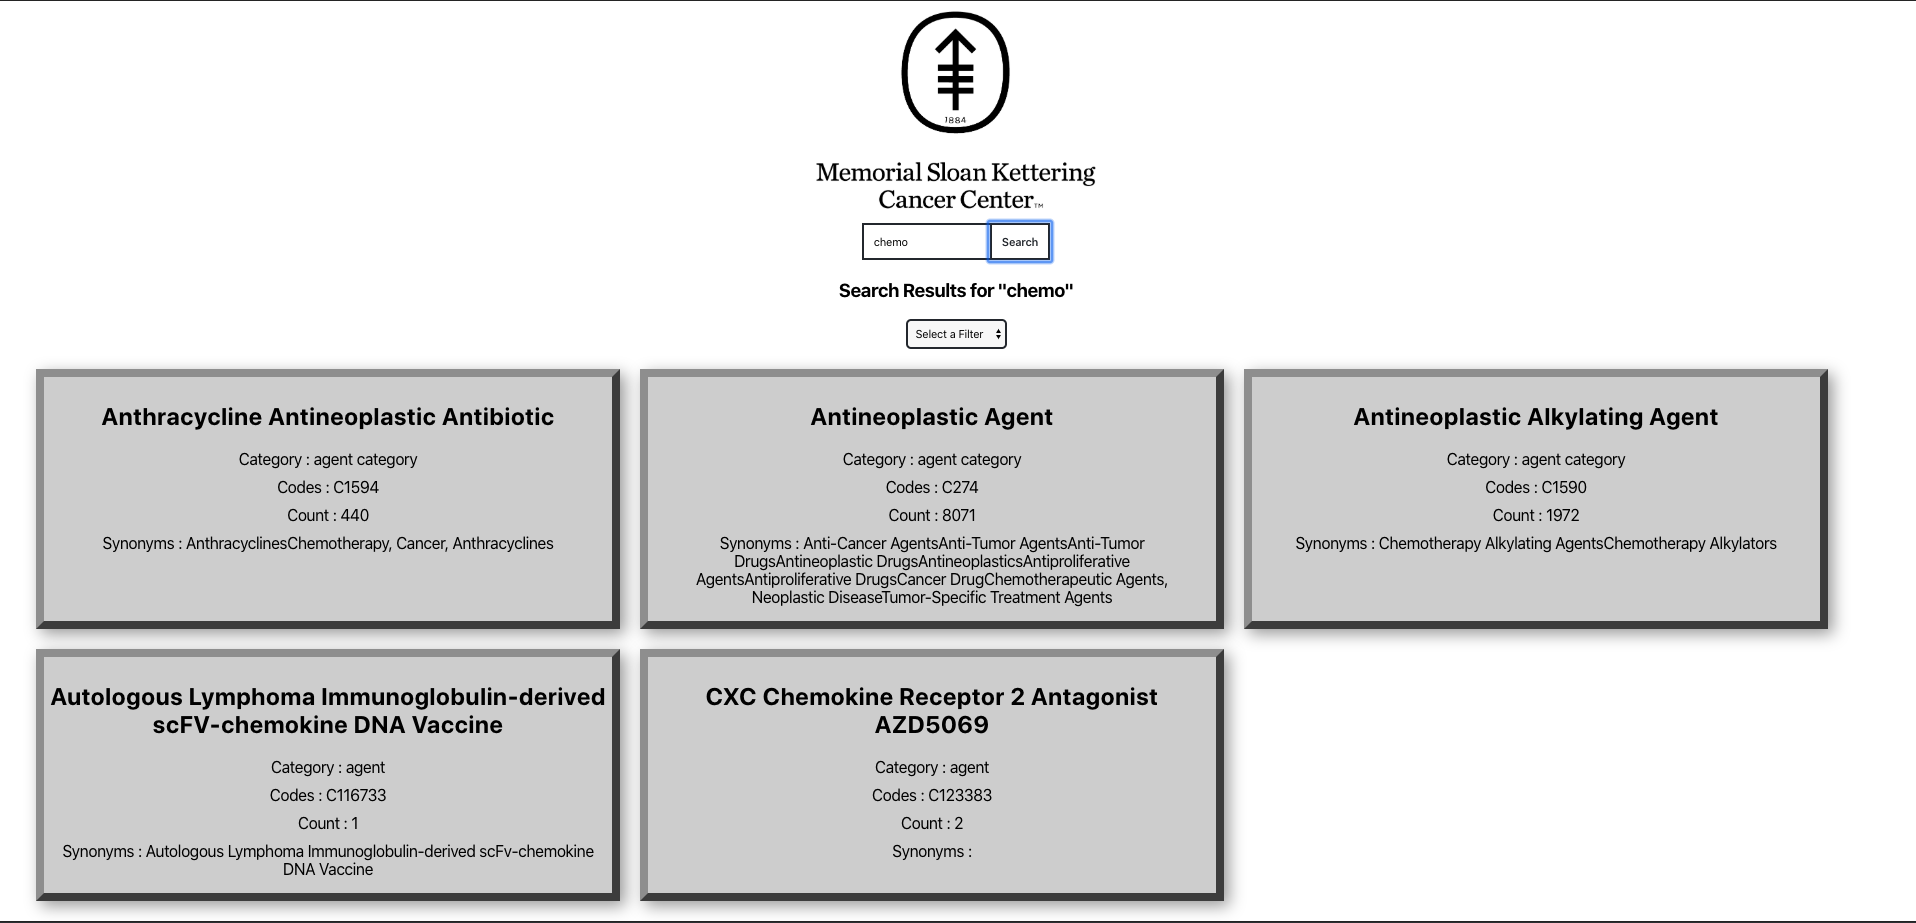 1884
Memorial Sloan Kettering
Cancer Center™
chemo
Search
Search Results for "chemo"
Select a Filter
Anthracycline Antineoplastic Antibiotic
Category : agent category
Codes : C1594
Count : 440
Synonyms : AnthracyclinesChemotherapy, Cancer, Anthracyclines
Antineoplastic Agent
Category : agent category
Codes : C274
Count : 8071
Synonyms : Anti-Cancer AgentsAnti-Tumor AgentsAnti-Tumor
DrugsAntineoplastic DrugsAntineoplasticsAntiproliferative
AgentsAntiproliferative DrugsCancer DrugChemotherapeutic Agents,
Neoplastic DiseaseTumor-Specific Treatment Agents
Antineoplastic Alkylating Agent
Category : agent category
Codes : C1590
Count : 1972
Synonyms : Chemotherapy Alkylating AgentsChemotherapy Alkylators
Autologous Lymphoma Immunoglobulin-derived
scFV-chemokine DNA Vaccine
Category : agent
Codes : C116733
Count : 1
Synonyms : Autologous Lymphoma Immunoglobulin-derived scFv-chemokine
DNA Vaccine
CXC Chemokine Receptor 2 Antagonist
AZD5069
Category : agent
Codes : C123383
Count : 2
Synonyms :